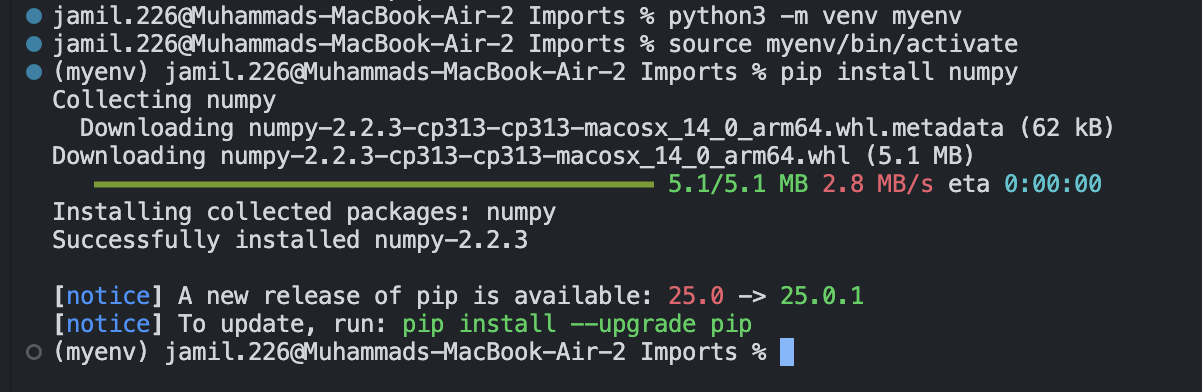 jamil.226@Muhammads-MacBook-Air-2 Imports % python3 -m venv myenv
jamil.226@Muhammads-MacBook-Air-2 Imports % source myenv/bin/activate
(myenv) jamil.226@Muhammads-MacBook-Air-2 Imports % pip install numpy
Collecting numpy
  Downloading numpy-2.2.3-cp313-cp313-macosx_14_0_arm64.whl.metadata (62 kB)
Downloading numpy-2.2.3-cp313-cp313-macosx_14_0_arm64.whl (5.1 MB)
5.1/5.1 MB 2.8 MB/s eta 0:00:00
Installing collected packages: numpy
Successfully installed numpy-2.2.3
[notice] A new release of pip is available: 25.0 -> 25.0.1
[notice] To update, run: pip install --upgrade pip
(myenv) jamil.226@Muhammads-MacBook-Air-2 Imports %